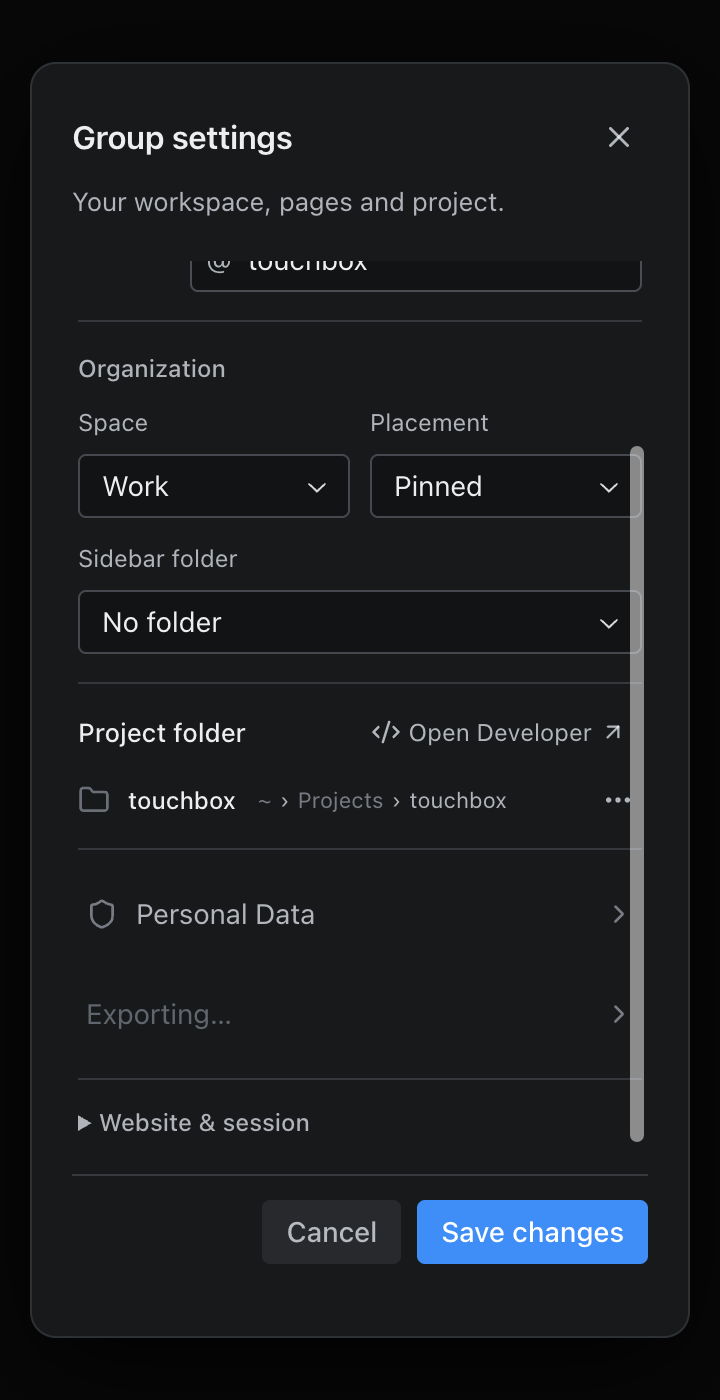 Group settings
Your workspace, pages and project.
@ touchbox
Organization
Space Placement
Work Pinned
Sidebar folder
No folder
Project folder </> Open Developer
touchbox ~ › Projects › touchbox
Personal Data
Exporting...
Website & session
Cancel Save changes